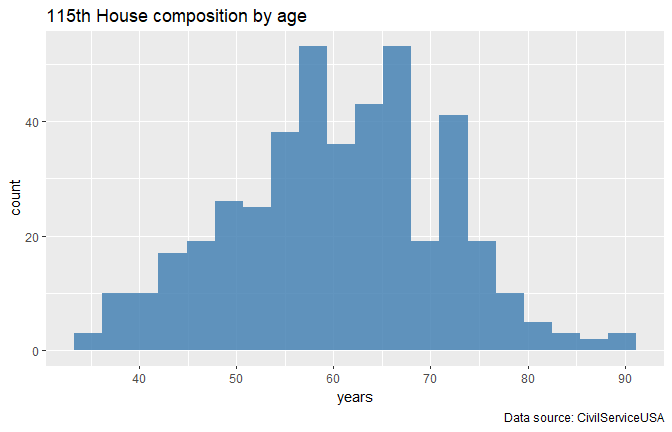 115th House composition by age
count
40
20
0
40 50 60 70 80 90
years
Data source: CivilServiceUSA